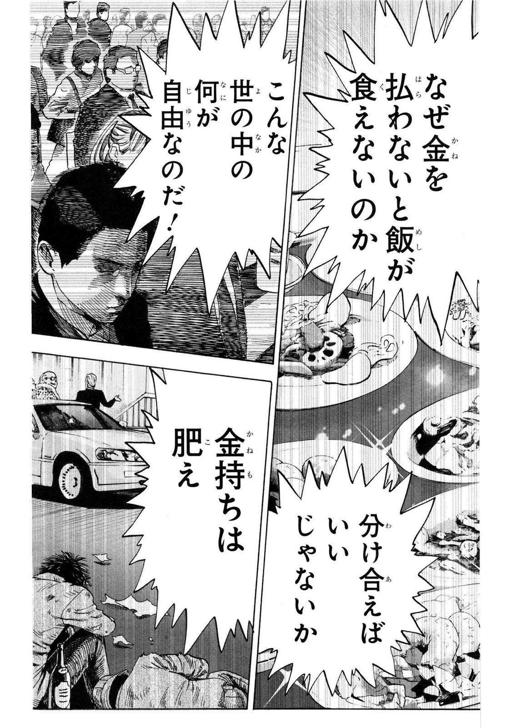 なぜ金を
払わないと飯が
食えないのか
分け合えば
いい
じゃないか
こんな
世の中の
何が
自由なのだ!
金持ちは
肥え